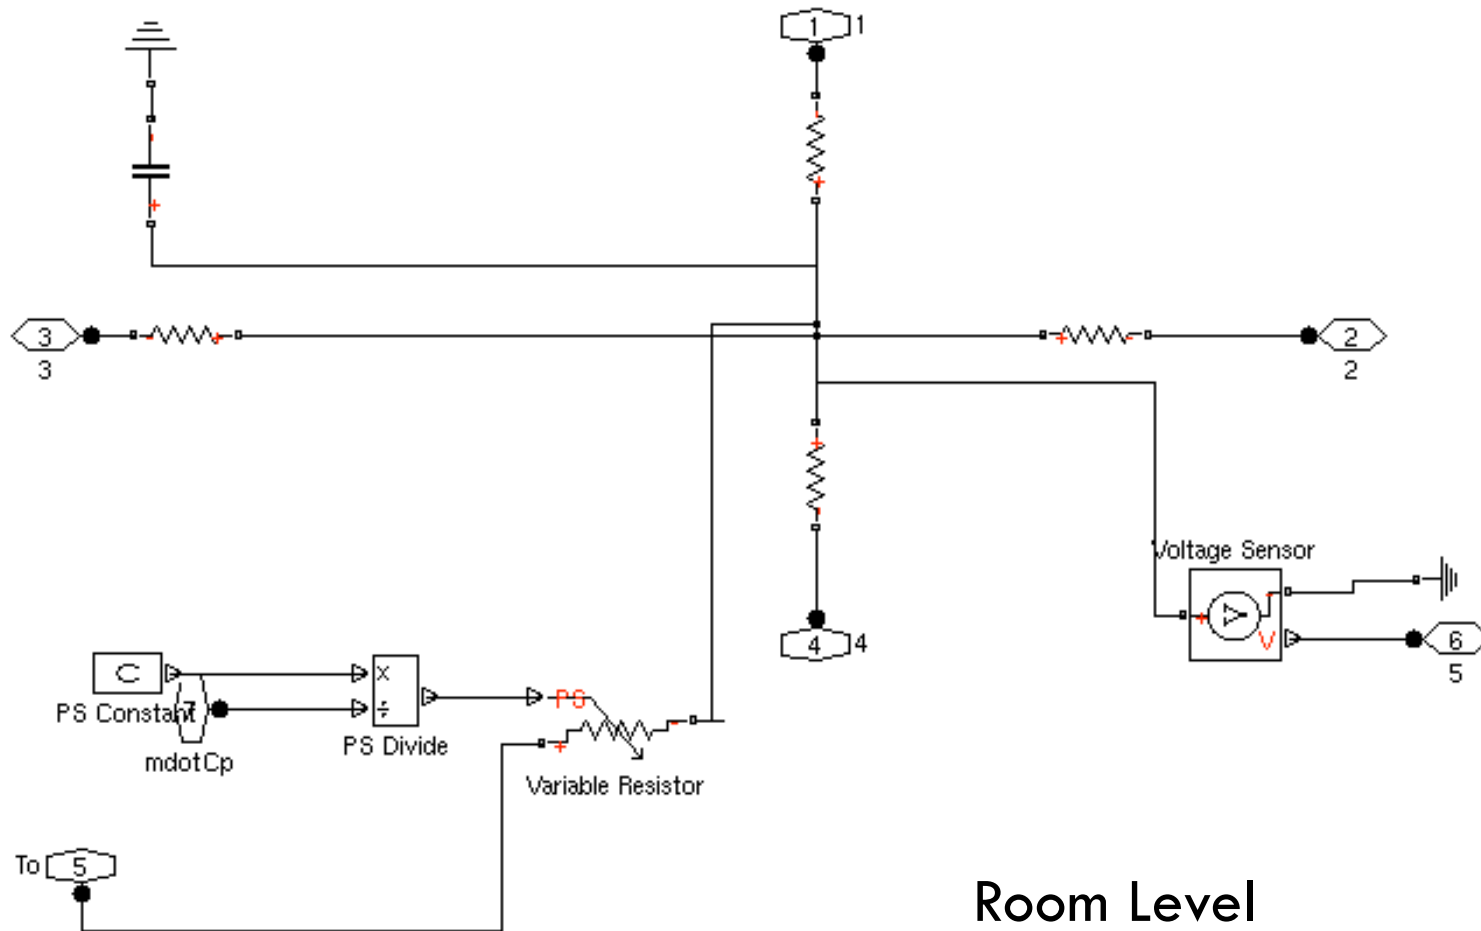 1 1
3
3
2
2
Voltage Sensor
V
6
5
4 4
C
PS Constant
7
mdotCp
×
÷
PS Divide
PS
Variable Resistor
To 5
Room Level